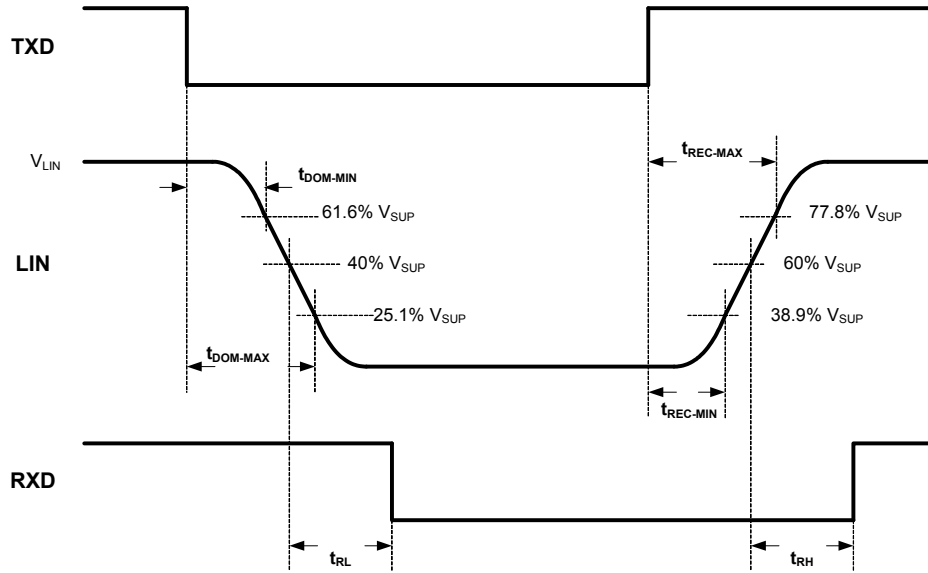 TXD
V_LIN
t_REC-MAX
t_DOM-MIN
61.6% V_SUP
77.8% V_SUP
LIN
40% V_SUP
60% V_SUP
25.1% V_SUP
38.9% V_SUP
t_DOM-MAX
t_REC-MIN
RXD
t_RL
t_RH